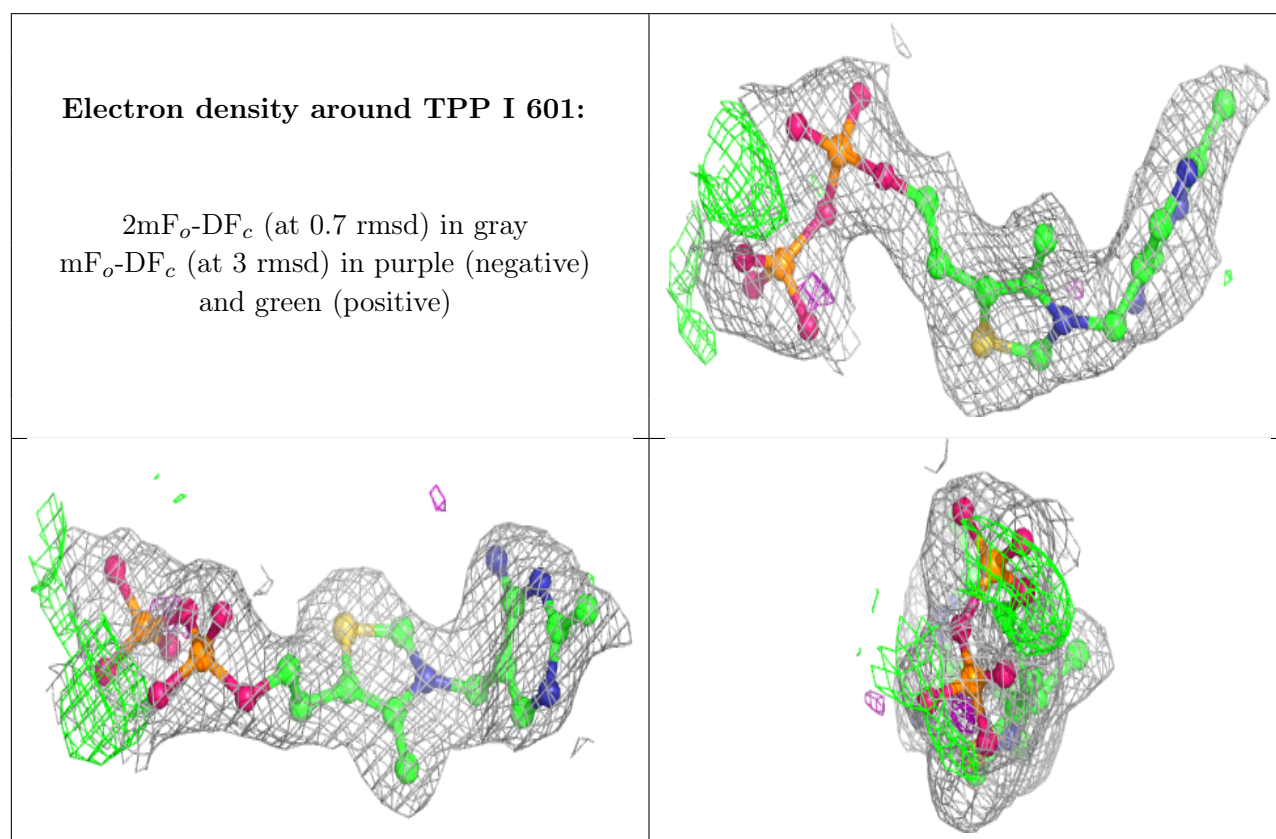 Electron density around TPP I 601:
2mFₒ-DF𝒸 (at 0.7 rmsd) in gray
mFₒ-DF𝒸 (at 3 rmsd) in purple (negative)
and green (positive)